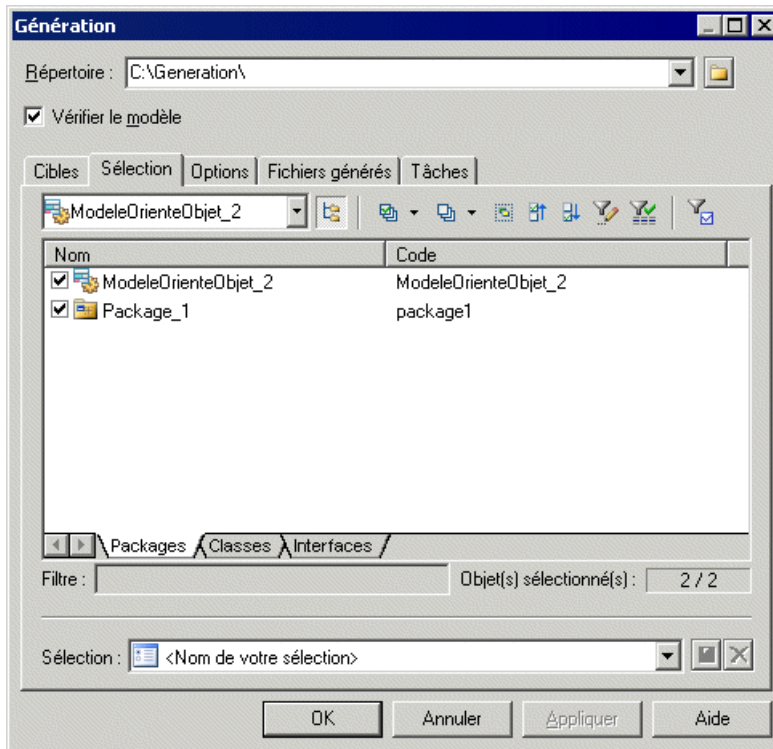 Génération
Répertoire : C:\Generation\
Vérifier le modèle
Cibles Sélection Options Fichiers générés Tâches
ModeleOrienteObjet_2
Nom Code
ModeleOrienteObjet_2 ModeleOrienteObjet_2
Package_1 package1
Packages Classes Interfaces
Filtre : Objet(s) sélectionné(s) : 2 / 2
Sélection : <Nom de votre sélection>
OK Annuler Appliquer Aide